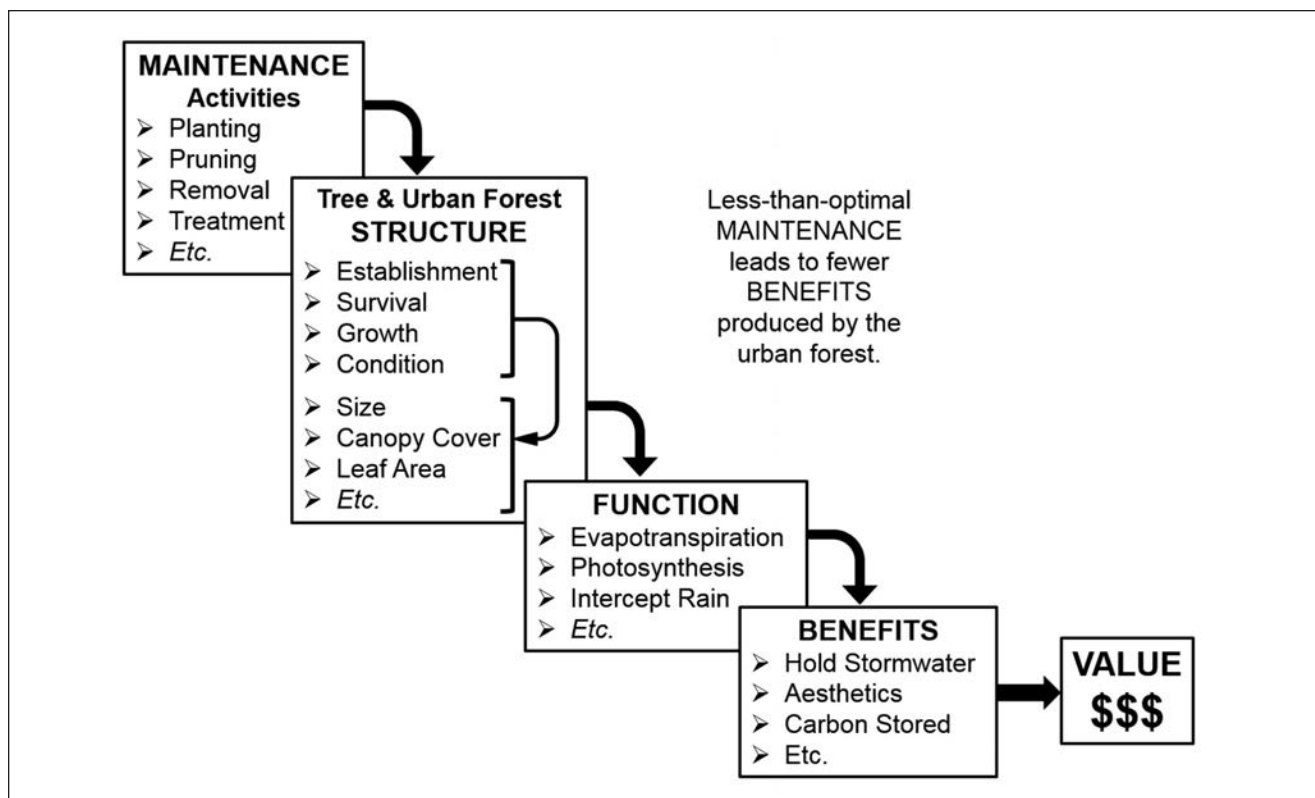 MAINTENANCE
Activities
➢ Planting
➢ Pruning
➢ Removal
➢ Treatment
➢ Etc.
Tree & Urban Forest
STRUCTURE
➢ Establishment
➢ Survival
➢ Growth
➢ Condition
➢ Size
➢ Canopy Cover
➢ Leaf Area
➢ Etc.
Less-than-optimal
MAINTENANCE
leads to fewer
BENEFITS
produced by the
urban forest.
FUNCTION
➢ Evapotranspiration
➢ Photosynthesis
➢ Intercept Rain
➢ Etc.
BENEFITS
➢ Hold Stormwater
➢ Aesthetics
➢ Carbon Stored
➢ Etc.
VALUE
$$$